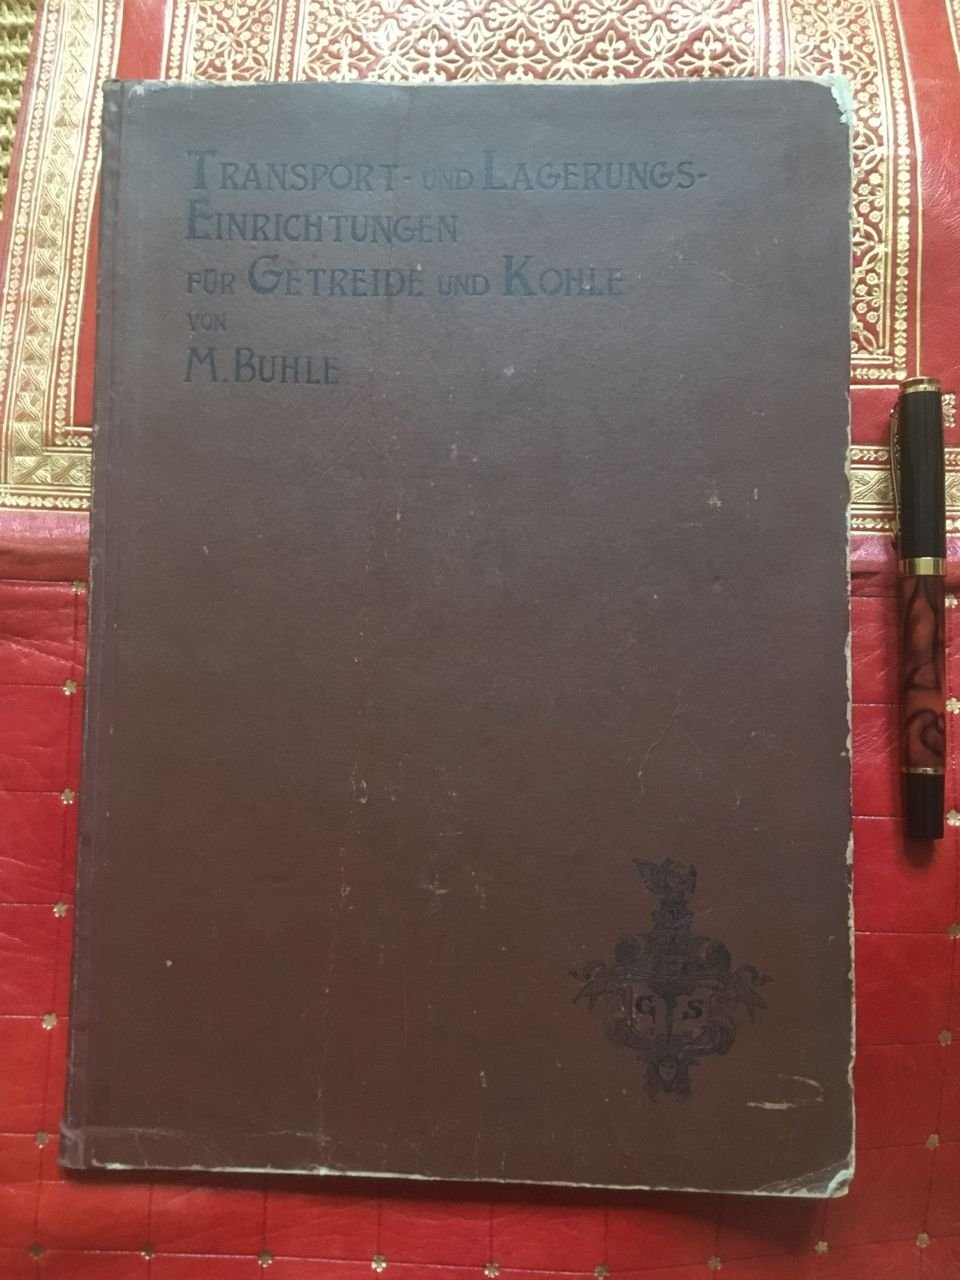 TRANSPORT- UND LAGERUNGS-
EINRICHTUNGEN
FÜR GETREIDE UND KOHLE
VON
M. BUHLE
G S